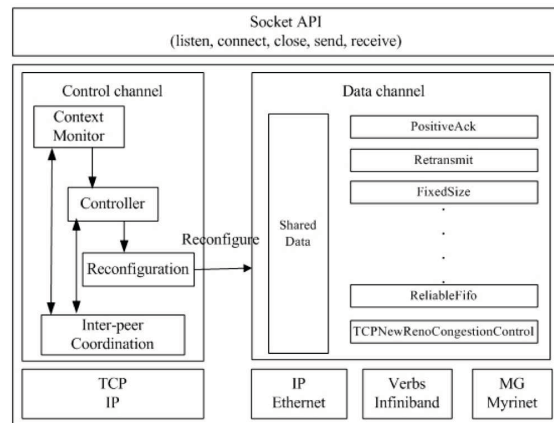 Socket API
(listen, connect, close, send, receive)
Control channel
Context
Monitor
Controller
Reconfiguration
Inter-peer
Coordination
Reconfigure
Data channel
Shared
Data
PositiveAck
Retransmit
FixedSize
.
.
.
.
ReliableFifo
TCPNewRenoCongestionControl
TCP
IP
IP
Ethernet
Verbs
Infiniband
MG
Myrinet